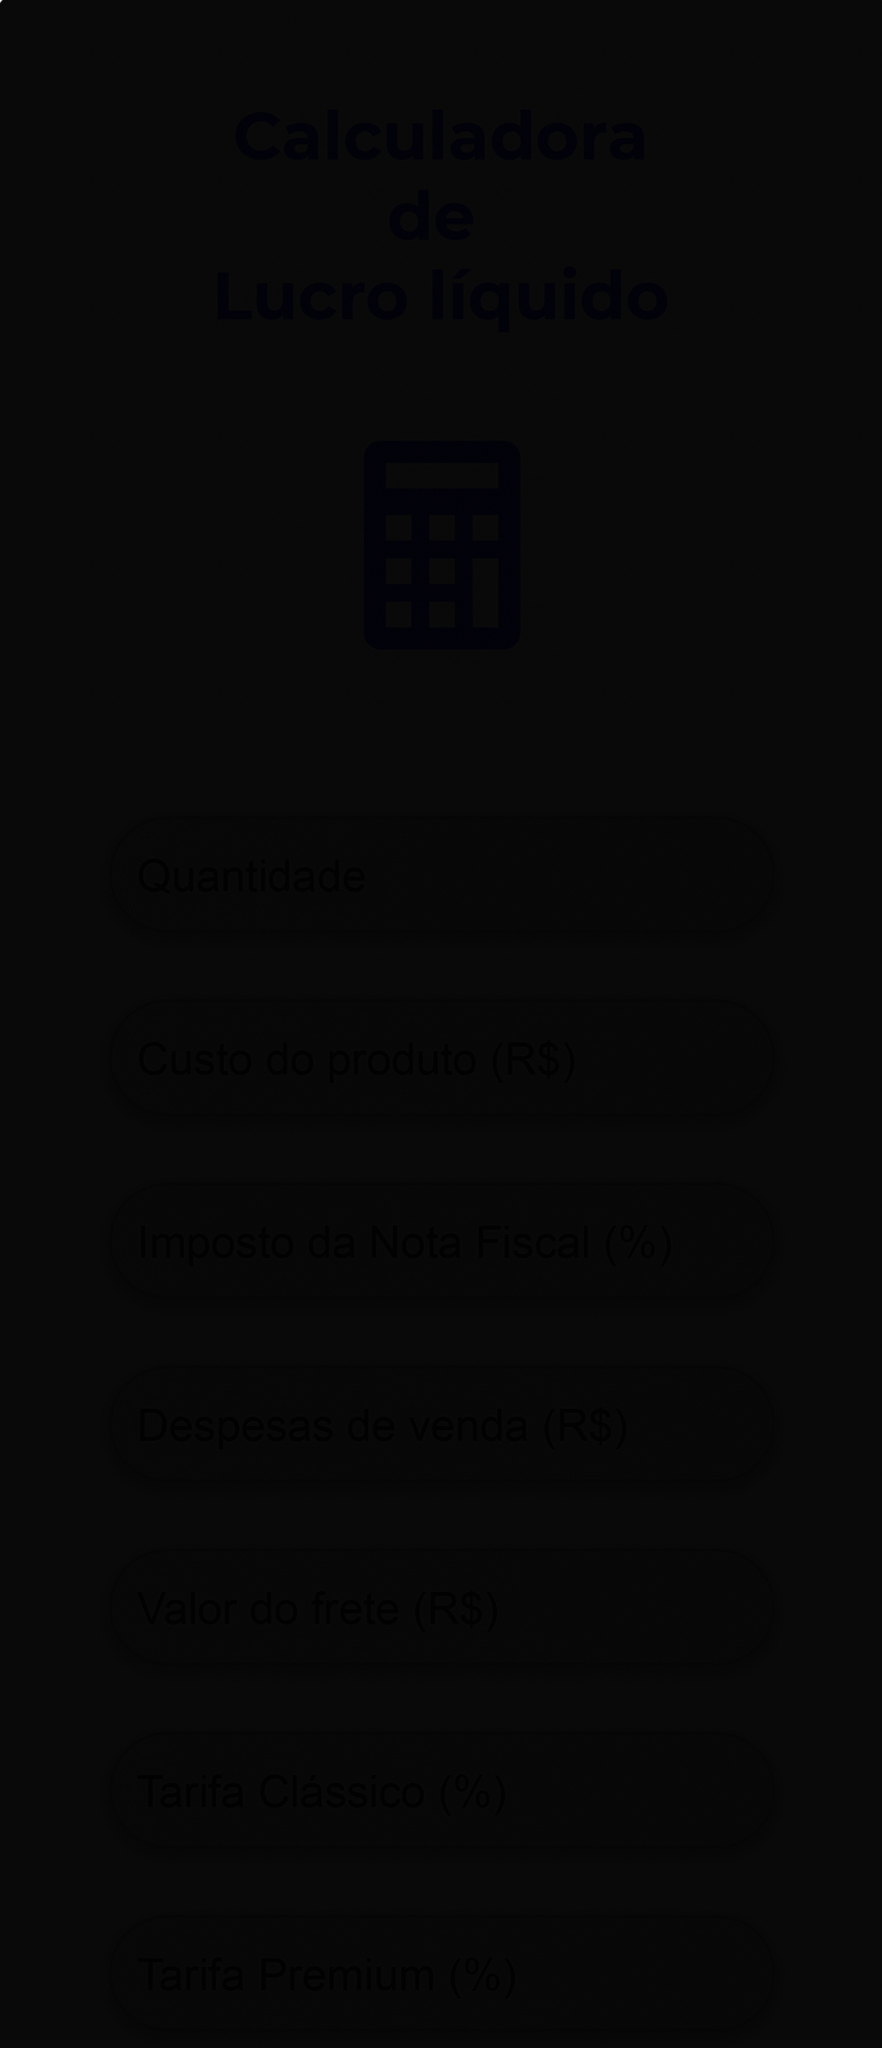 Calculadora
de
Lucro líquido
Quantidade
Custo do produto (R$)
Imposto da Nota Fiscal (%)
Despesas de venda (R$)
Valor do frete (R$)
Tarifa Clássico (%)
Tarifa Premium (%)